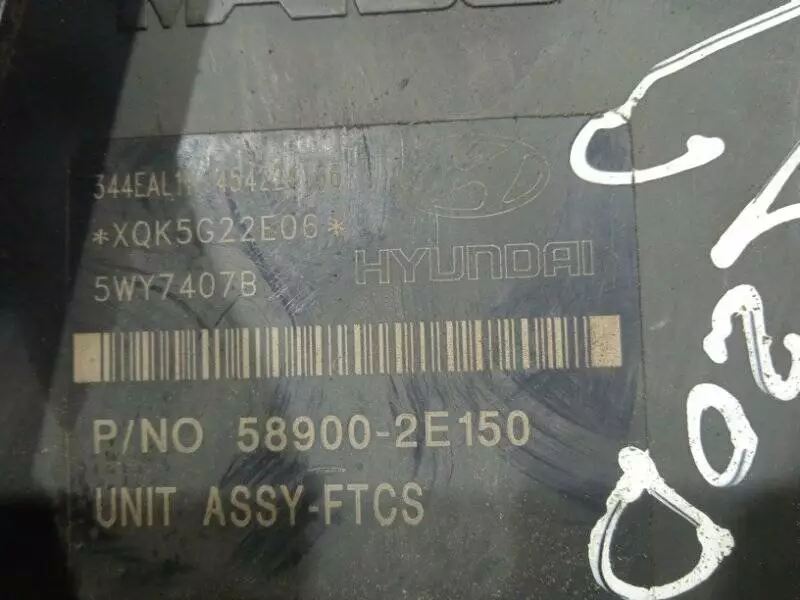 *XQK5G22E06*
5WY7407B
HYUNDAI
P/NO 58900-2E150
UNIT ASSY-FTCS